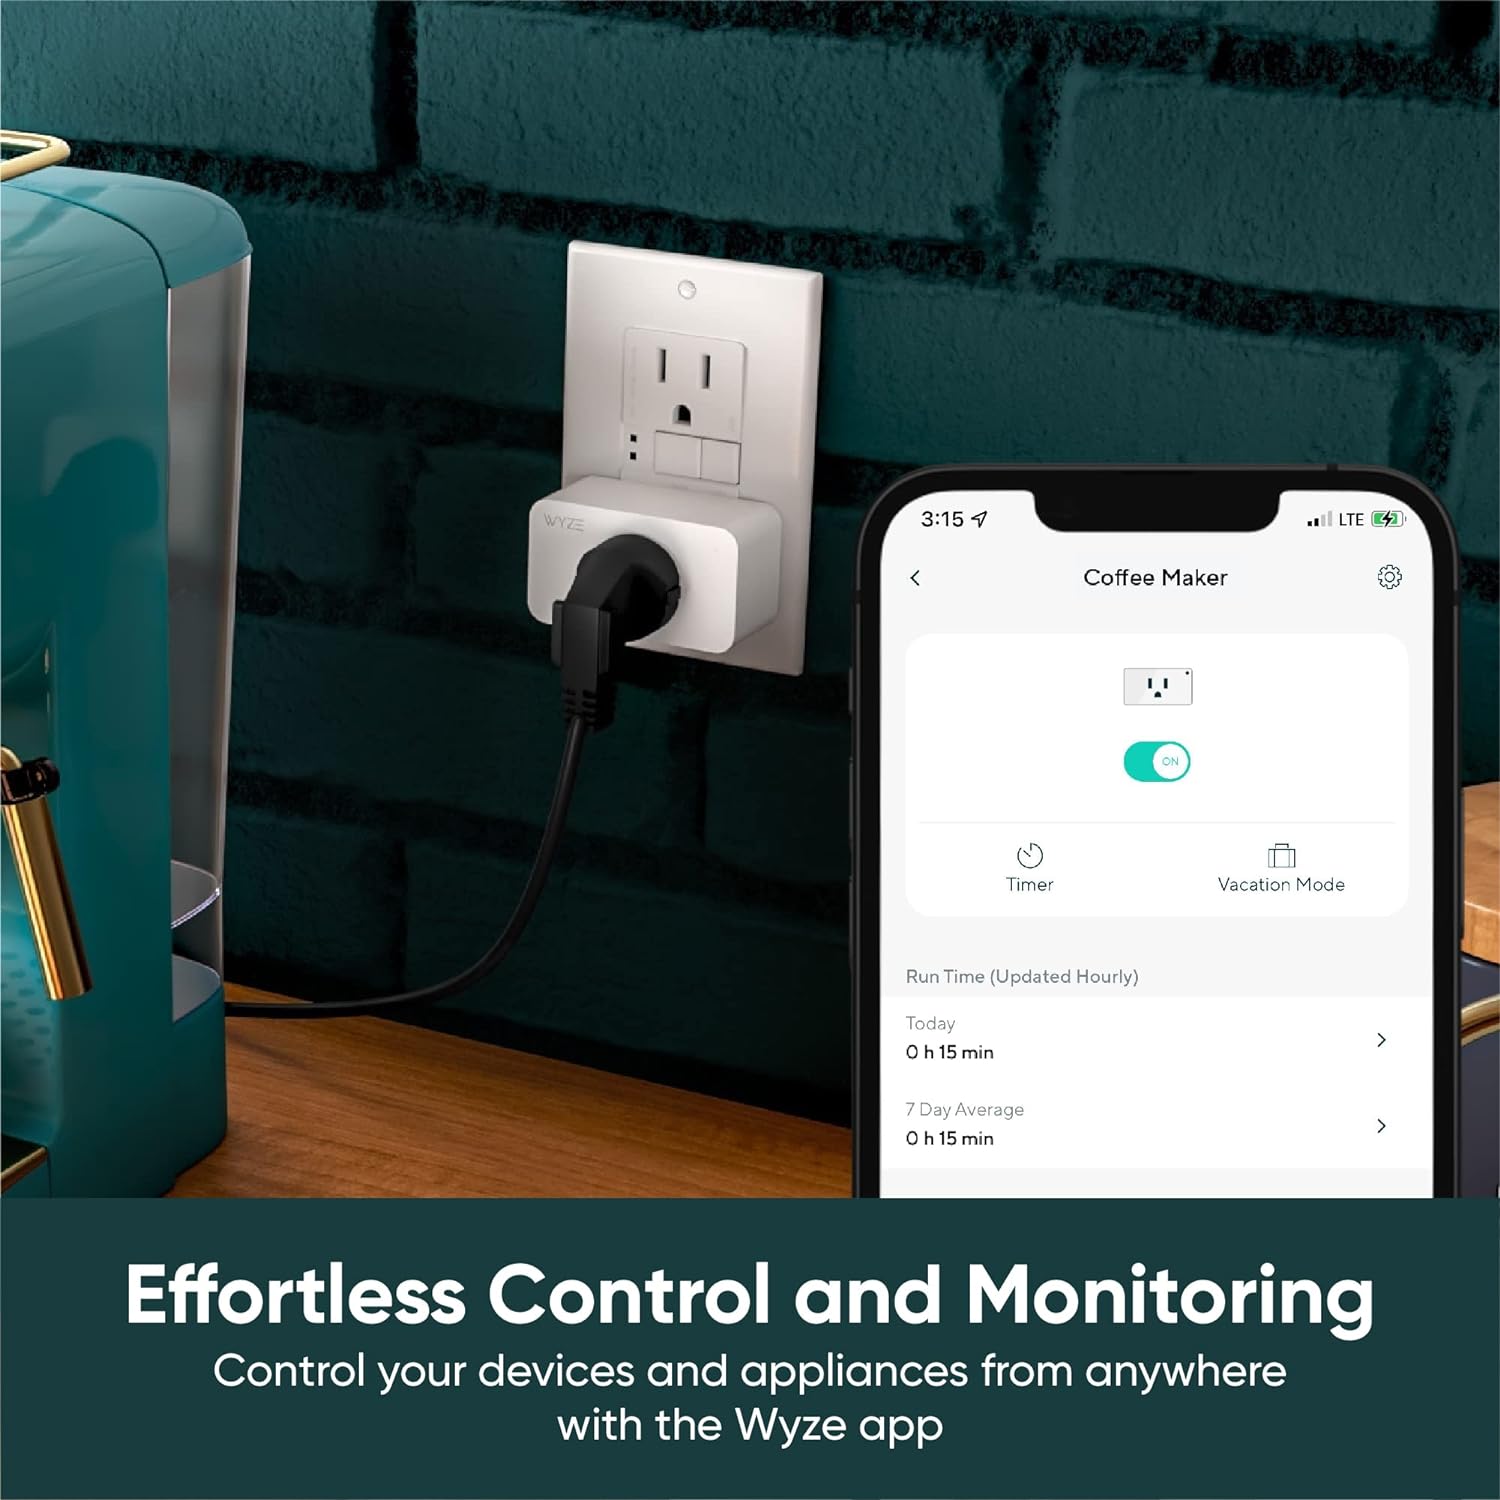 WYZE
3:15
LTE
Coffee Maker
ON
Timer
Vacation Mode
Run Time (Updated Hourly)
Today
0 h 15 min
7 Day Average
0 h 15 min
Effortless Control and Monitoring
Control your devices and appliances from anywhere
with the Wyze app